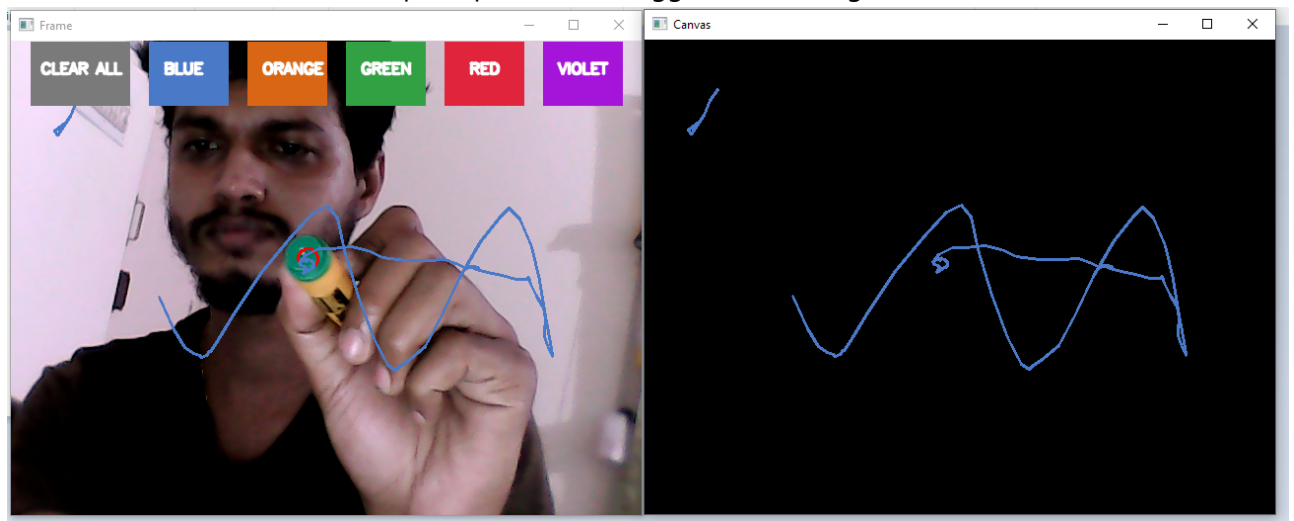 Frame
Canvas
CLEAR ALL
BLUE
ORANGE
GREEN
RED
VIOLET